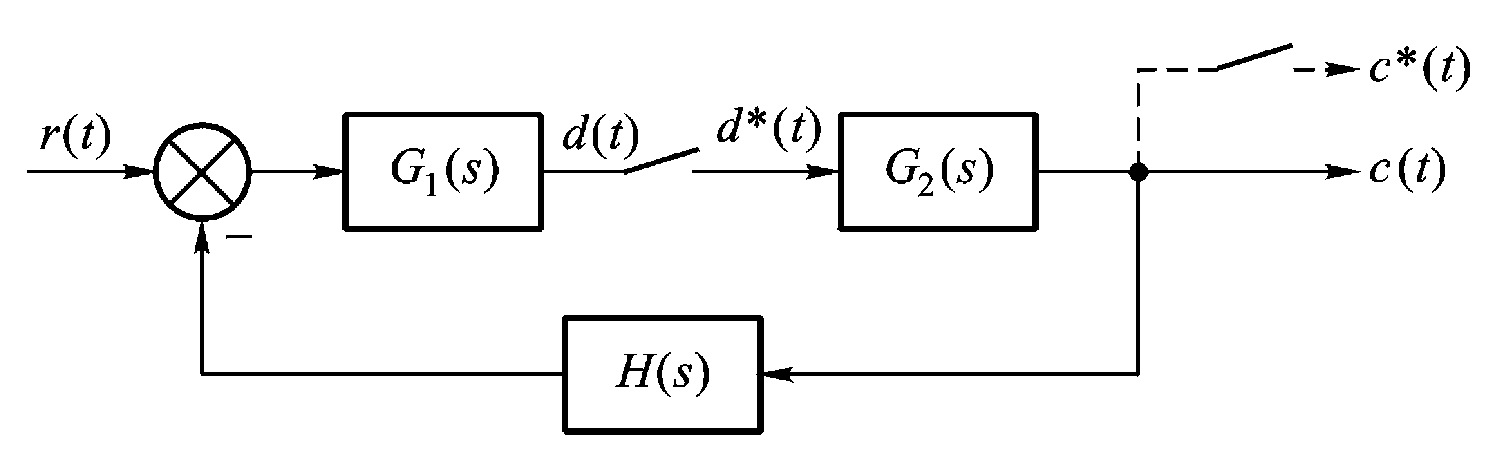 c*(t)
r(t)
G₁(s)
d(t)
d*(t)
G₂(s)
c(t)
−
H(s)